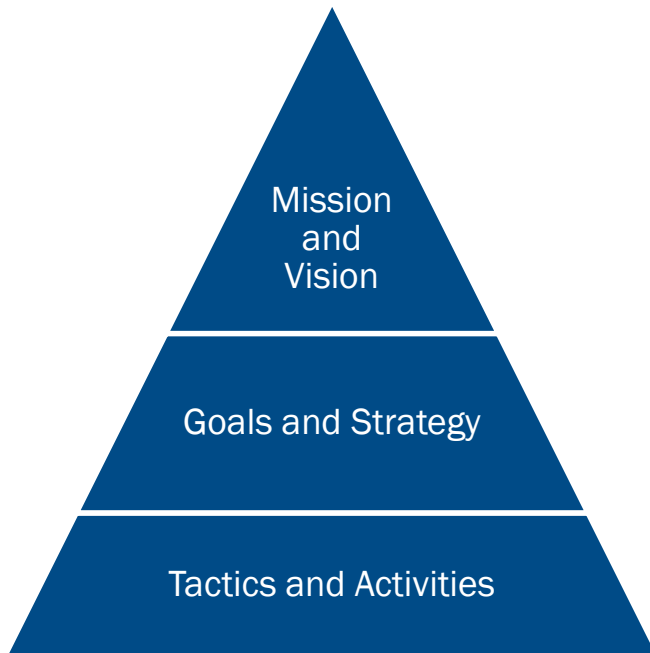 Mission
and
Vision
Goals and Strategy
Tactics and Activities